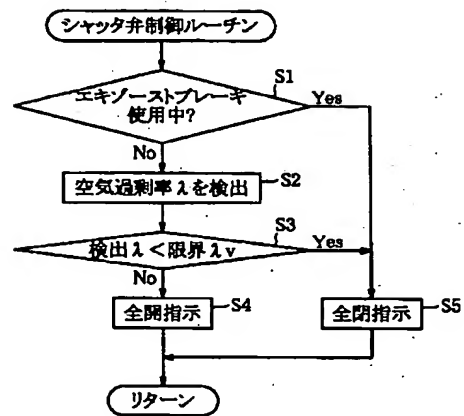 シャッタ弁制御ルーチン
S1
エキゾーストブレーキ
使用中?
Yes
No
空気過剰率λを検出
S2
S3
検出λ<限界λv
Yes
No
全開指示
S4
全閉指示
S5
リターン